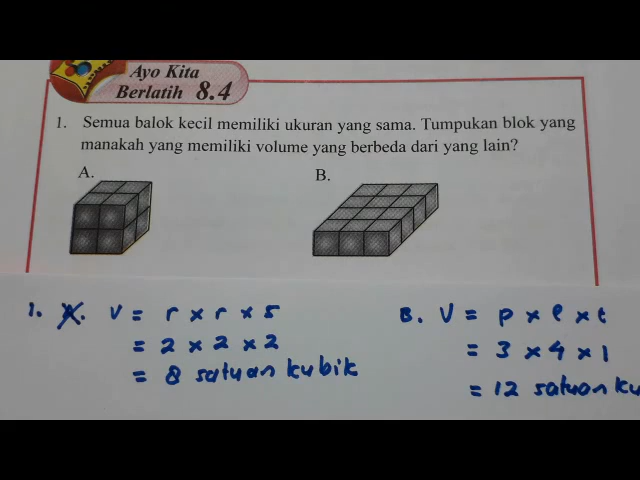 Ayo Kita
Berlatih 8.4
1. Semua balok kecil memiliki ukuran yang sama. Tumpukan blok yang
manakah yang memiliki volume yang berbeda dari yang lain?
A.
B.
1. A. V = r x r x s
= 2 x 2 x 2
= 8 satuan kubik
B. V = p x l x t
= 3 x 4 x 1
= 12 satuan ku